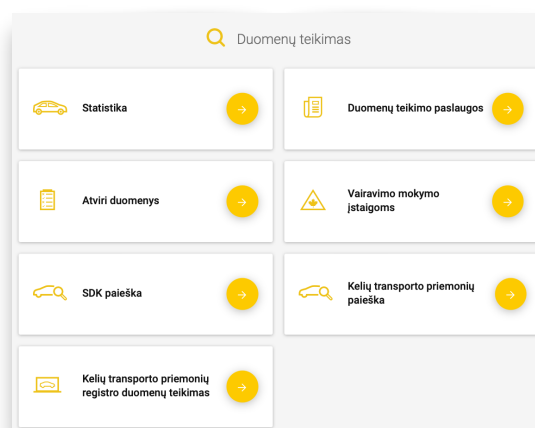 Duomenų teikimas
Statistika
Duomenų teikimo paslaugos
Atviri duomenys
Vairavimo mokymo
įstaigoms
SDK paieška
Kelių transporto priemonių
paieška
Kelių transporto priemonių
registro duomenų teikimas